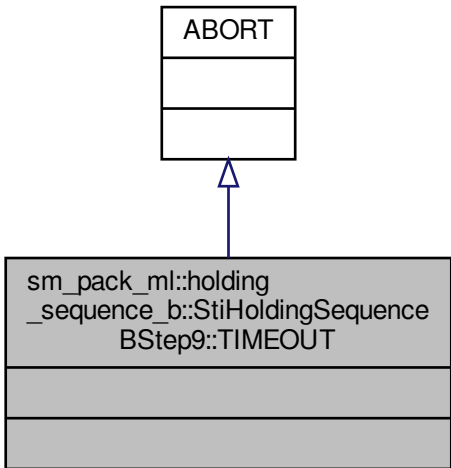 ABORT
sm_pack_ml::holding
_sequence_b::StiHoldingSequence
BStep9::TIMEOUT